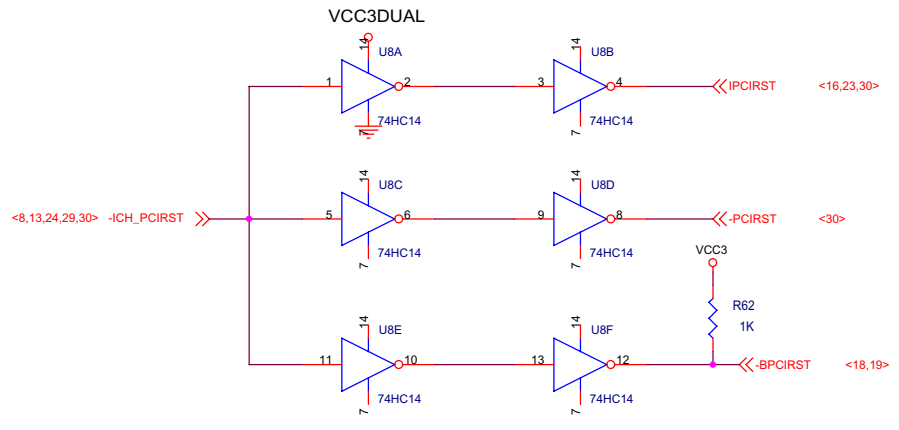 VCC3DUAL
14 U8A 14 U8B
1 2 3 4 IPCIRST <16,23,30>
7 74HC14 7 74HC14
14 U8C 14 U8D
<8,13,24,29,30> -ICH_PCIRST 5 6 9 8 -PCIRST <30>
7 74HC14 7 74HC14
VCC3
R62
1K
14 U8E 14 U8F
11 10 13 12 -BPCIRST <18,19>
7 74HC14 7 74HC14